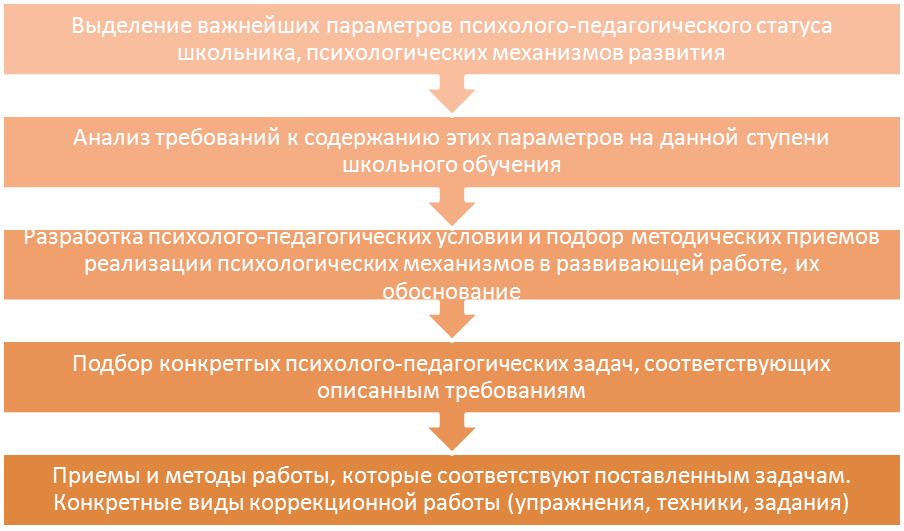 Выделение важнейших параметров психолого-педагогического статуса
школьника, психологических механизмов развития
Анализ требований к содержанию этих параметров на данной ступени
школьного обучения
Разработка психолого-педагогических условий и подбор методических приемов
реализации психологических механизмов в развивающей работе, их
обоснование
Подбор конкретгых психолого-педагогических задач, соответствующих
описанным требованиям
Приемы и методы работы, которые соответствуют поставленным задачам.
Конкретные виды коррекционной работы (упражнения, техники, задания)